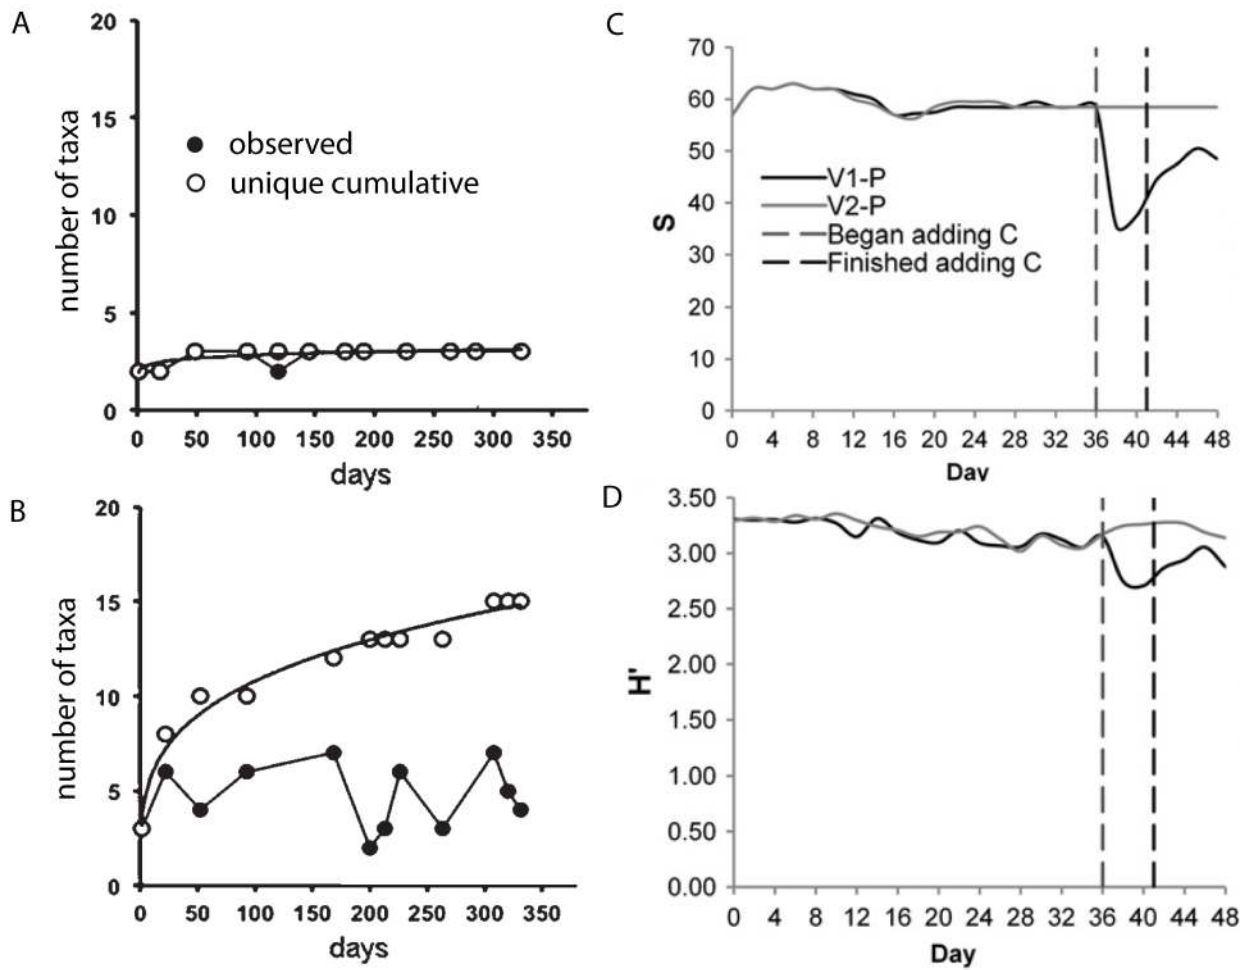 A
20
15
10
5
0
number of taxa
observed
unique cumulative
0 50 100 150 200 250 300 350
days
B
20
15
10
5
0
number of taxa
0 50 100 150 200 250 300 350
days
C
70
60
50
40
30
20
10
0
S
V1-P
V2-P
Began adding C
Finished adding C
0 4 8 12 16 20 24 28 32 36 40 44 48
Day
D
3.50
3.00
2.50
2.00
1.50
1.00
0.50
0.00
H'
0 4 8 12 16 20 24 28 32 36 40 44 48
Day